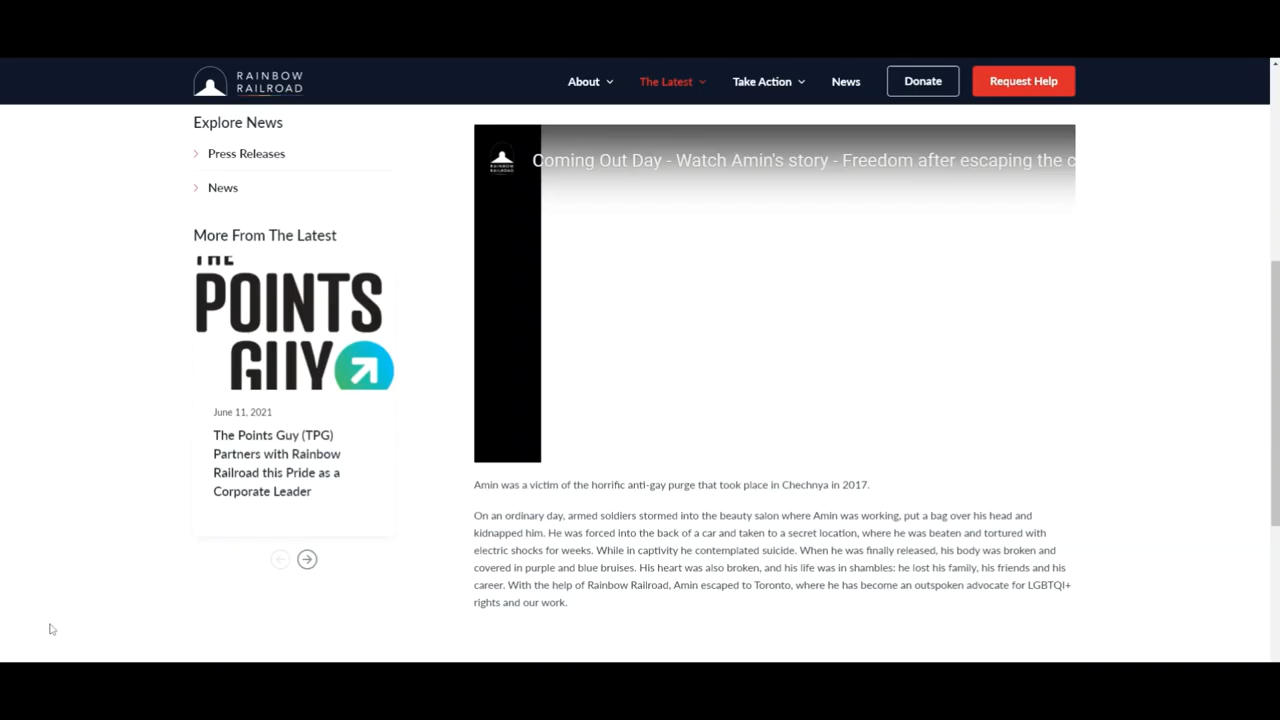 RAINBOW
RAILROAD
About
The Latest
Take Action
News
Donate
Request Help
Explore News
Press Releases
News
More From The Latest
THE
POINTS
GUY
June 11, 2021
The Points Guy (TPG)
Partners with Rainbow
Railroad this Pride as a
Corporate Leader
RAINBOW
RAILROAD
Coming Out Day - Watch Amin's story - Freedom after escaping the c
Amin was a victim of the horrific anti-gay purge that took place in Chechnya in 2017.
On an ordinary day, armed soldiers stormed into the beauty salon where Amin was working, put a bag over his head and
kidnapped him. He was forced into the back of a car and taken to a secret location, where he was beaten and tortured with
electric shocks for weeks. While in captivity he contemplated suicide. When he was finally released, his body was broken and
covered in purple and blue bruises. His heart was also broken, and his life was in shambles: he lost his family, his friends and his
career. With the help of Rainbow Railroad, Amin escaped to Toronto, where he has become an outspoken advocate for LGBTQI+
rights and our work.